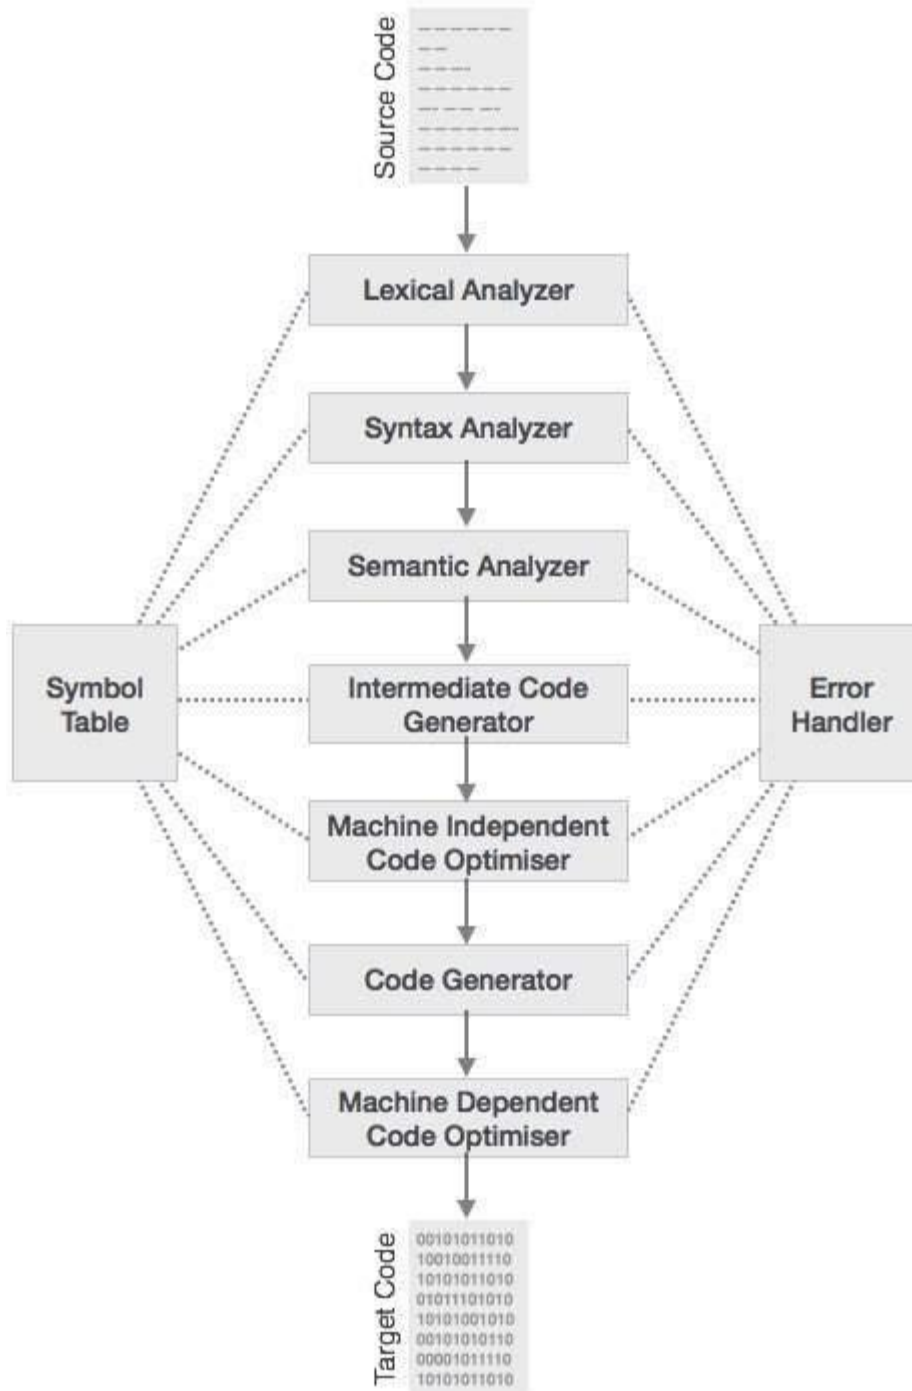 Source Code
Lexical Analyzer
Syntax Analyzer
Semantic Analyzer
Symbol
Table
Intermediate Code
Generator
Error
Handler
Machine Independent
Code Optimiser
Code Generator
Machine Dependent
Code Optimiser
Target Code
00101011010
10010011110
10101011010
01011101010
10101001010
00101010110
00001011110
10101011010